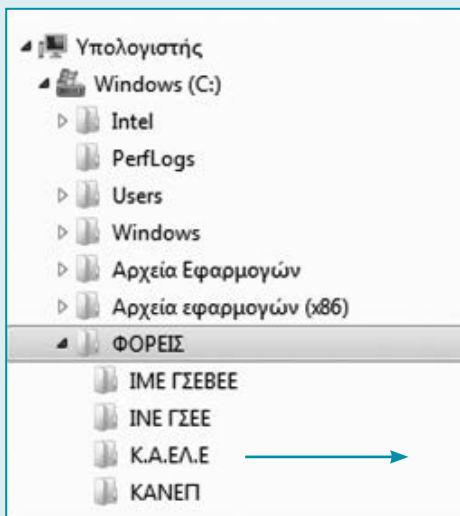 Υπολογιστής
Windows (C:)
Intel
PerfLogs
Users
Windows
Αρχεία Εφαρμογών
Αρχεία εφαρμογών (x86)
ΦΟΡΕΙΣ
ΙΜΕ ΓΣΕΒΕΕ
ΙΝΕ ΓΣΕΕ
Κ.Α.ΕΛ.Ε
ΚΑΝΕΠ